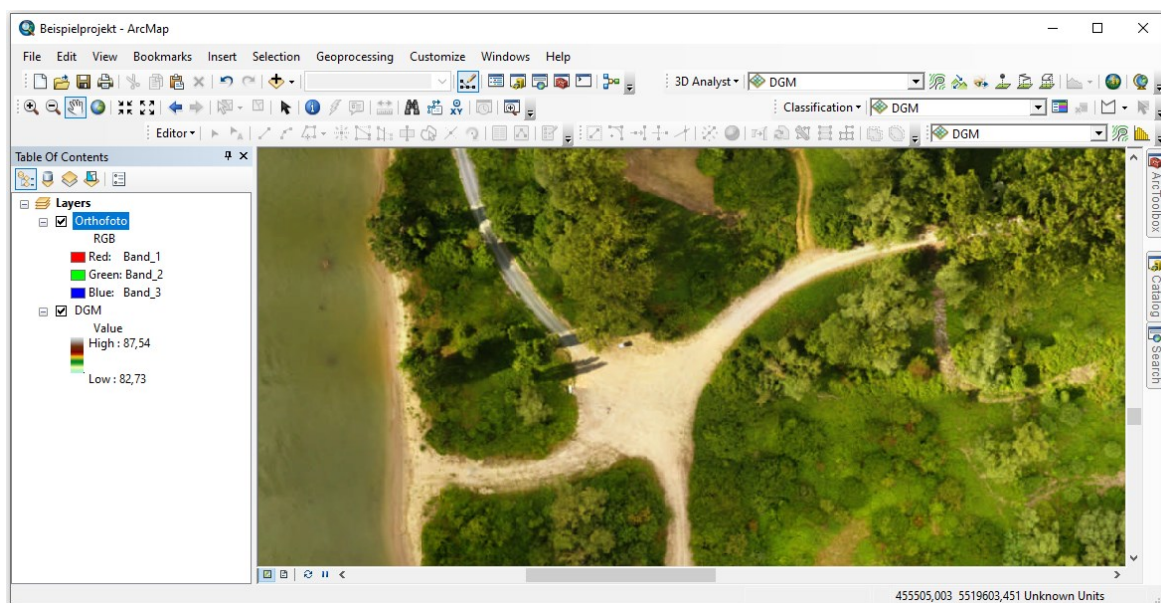 Beispielprojekt - ArcMap
File Edit View Bookmarks Insert Selection Geoprocessing Customize Windows Help
3D Analyst DGM
Classification DGM
Editor DGM
Table Of Contents
Layers
Orthofoto
RGB
Red: Band_1
Green: Band_2
Blue: Band_3
DGM
Value
High : 87,54
Low : 82,73
ArcToolbox
Catalog
Search
455505,003 5519603,451 Unknown Units